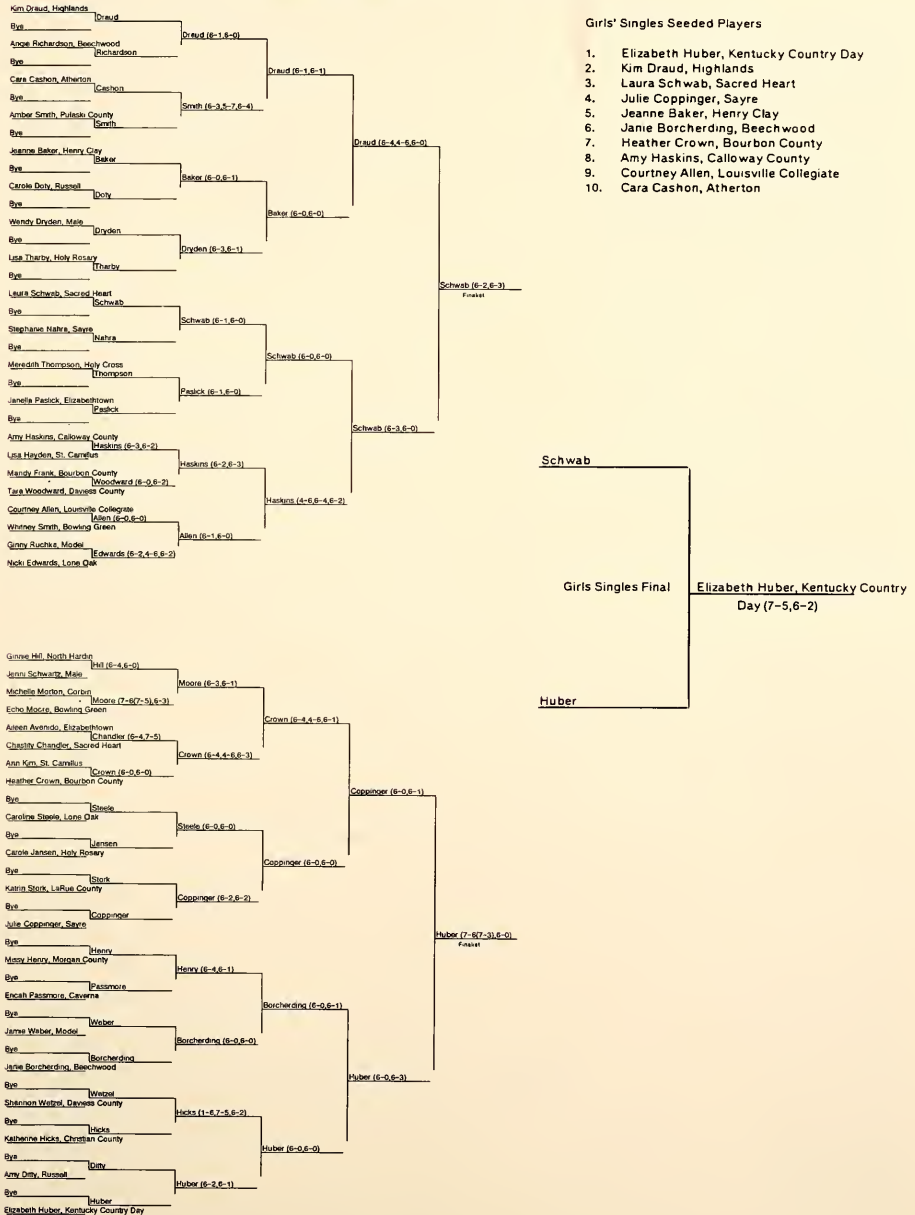 Kim Draud, Highlands
Draud
Bye
Draud (6-1,6-0)
Angie Richardson, Beechwood
Richardson
Bye
Draud (6-1,6-1)
Cara Cashon, Atherton
Cashon
Bye
Smith (6-3,5-7,6-4)
Amber Smith, Pulaski County
Smith
Bye
Draud (6-4,4-6,6-0)
Jeanne Baker, Henry Clay
Baker
Bye
Baker (6-0,6-1)
Carole Doty, Russell
Doty
Bye
Baker (6-0,6-0)
Wendy Dryden, Male
Dryden
Bye
Dryden (6-3,6-1)
Lisa Tharby, Holy Rosary
Tharby
Bye
Schwab (6-2,6-3)
Finalist
Laura Schwab, Sacred Heart
Schwab
Bye
Schwab (6-1,6-0)
Stephanie Nahra, Sayre
Nahra
Bye
Schwab (6-0,6-0)
Meredith Thompson, Holy Cross
Thompson
Bye
Paslick (6-1,6-0)
Janella Paslick, Elizabethtown
Paslick
Bye
Schwab (6-3,6-0)
Amy Haskins, Calloway County
Haskins (6-3,6-2)
Lisa Hayden, St. Camillus
Haskins (6-2,6-3)
Mandy Frank, Bourbon County
Woodward (6-0,6-2)
Tara Woodward, Daviess County
Haskins (4-6,6-4,6-2)
Courtney Allen, Louisville Collegiate
Allen (6-0,6-0)
Whitney Smith, Bowling Green
Allen (6-1,6-0)
Ginny Ruchka, Model
Edwards (6-2,4-6,6-2)
Nicki Edwards, Lone Oak
Girls' Singles Seeded Players
1. Elizabeth Huber, Kentucky Country Day
2. Kim Draud, Highlands
3. Laura Schwab, Sacred Heart
4. Julie Coppinger, Sayre
5. Jeanne Baker, Henry Clay
6. Janie Borcherding, Beechwood
7. Heather Crown, Bourbon County
8. Amy Haskins, Calloway County
9. Courtney Allen, Louisville Collegiate
10. Cara Cashon, Atherton
Schwab
Girls Singles Final
Elizabeth Huber, Kentucky Country
Day (7-5,6-2)
Huber
Ginnie Hill, North Hardin
Hill (6-4,6-0)
Jenni Schwartz, Male
Moore (6-3,6-1)
Michelle Morton, Corbin
Moore (7-6(7-5),6-3)
Echo Moore, Bowling Green
Crown (6-4,4-6,6-1)
Aileen Avenido, Elizabethtown
Chandler (6-4,7-5)
Chastity Chandler, Sacred Heart
Crown (6-4,4-6,6-3)
Ann Kim, St. Camillus
Crown (6-0,6-0)
Heather Crown, Bourbon County
Coppinger (6-0,6-1)
Bye
Steele
Caroline Steele, Lone Oak
Steele (6-0,6-0)
Bye
Jensen
Carole Jansen, Holy Rosary
Coppinger (6-0,6-0)
Bye
Stork
Katrin Stork, LaRue County
Coppinger (6-2,6-2)
Bye
Coppinger
Julie Coppinger, Sayre
Huber (7-6(7-3),6-0)
Finalist
Bye
Henry
Missy Henry, Morgan County
Henry (6-4,6-1)
Bye
Passmore
Encah Passmore, Caverna
Borcherding (6-0,6-1)
Bye
Weber
Jamie Weber, Model
Borcherding (6-0,6-0)
Bye
Borcherding
Janie Borcherding, Beechwood
Huber (6-0,6-3)
Bye
Wetzel
Shannon Wetzel, Daviess County
Hicks (1-6,7-5,6-2)
Bye
Hicks
Katherine Hicks, Christian County
Huber (6-0,6-0)
Bye
Ditty
Amy Ditty, Russell
Huber (6-2,6-1)
Bye
Huber
Elizabeth Huber, Kentucky Country Day